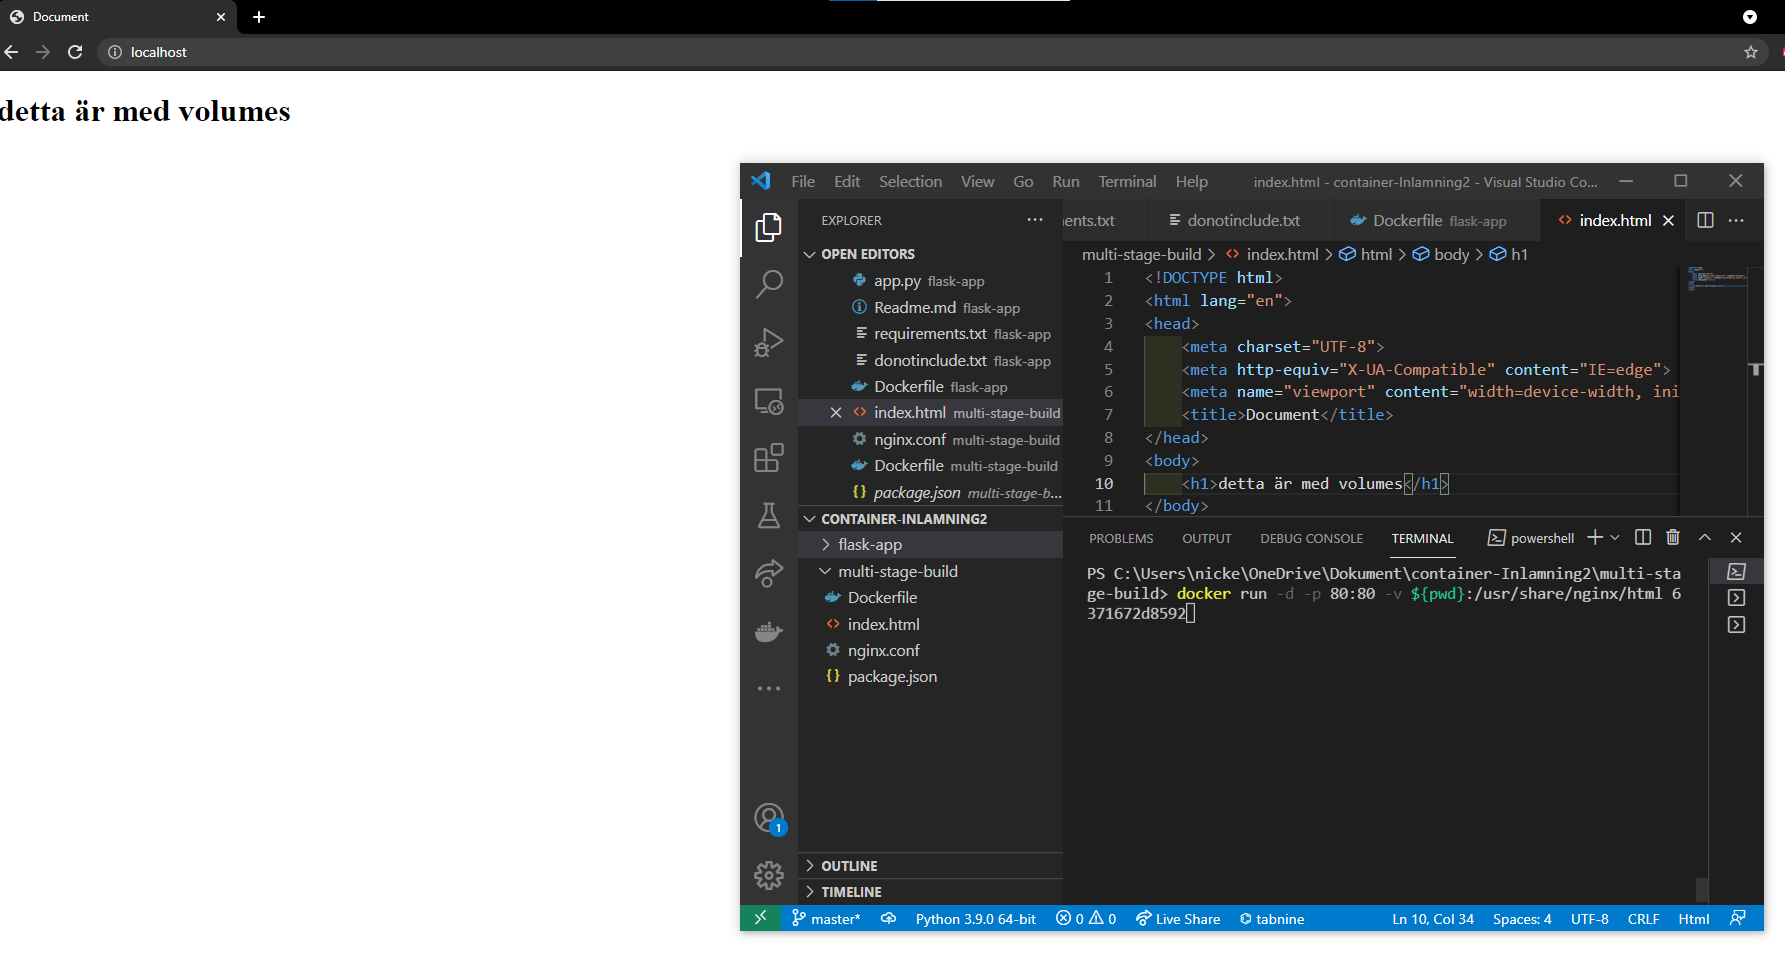 Document
localhost
detta är med volumes
File Edit Selection View Go Run Terminal Help index.html - container-Inlamning2 - Visual Studio Co...
EXPLORER
ents.txt donotinclude.txt Dockerfile flask-app index.html
OPEN EDITORS
app.py flask-app
Readme.md flask-app
requirements.txt flask-app
donotinclude.txt flask-app
Dockerfile flask-app
index.html multi-stage-build
nginx.conf multi-stage-build
Dockerfile multi-stage-build
{} package.json multi-stage-b...
CONTAINER-INLAMNING2
flask-app
multi-stage-build
Dockerfile
index.html
nginx.conf
{} package.json
OUTLINE
TIMELINE
multi-stage-build > index.html > html > body > h1
1 <!DOCTYPE html>
2 <html lang="en">
3 <head>
4 <meta charset="UTF-8">
5 <meta http-equiv="X-UA-Compatible" content="IE=edge">
6 <meta name="viewport" content="width=device-width, ini
7 <title>Document</title>
8 </head>
9 <body>
10 <h1>detta är med volumes</h1>
11 </body>
PROBLEMS OUTPUT DEBUG CONSOLE TERMINAL powershell
PS C:\Users\nicke\OneDrive\Dokument\container-Inlamning2\multi-sta
ge-build> docker run -d -p 80:80 -v ${pwd}:/usr/share/nginx/html 6
371672d8592
1
master* Python 3.9.0 64-bit 0 0 Live Share tabnine Ln 10, Col 34 Spaces: 4 UTF-8 CRLF Html